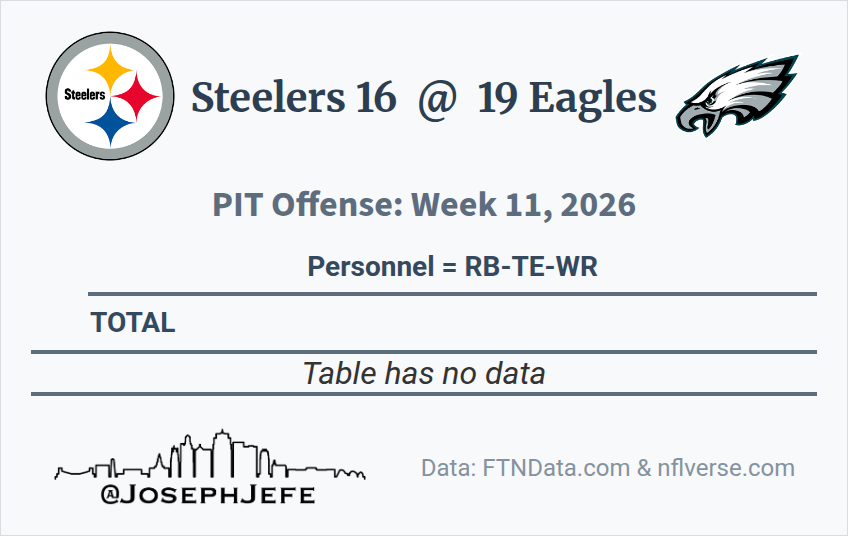 Steelers
Steelers 16 @ 19 Eagles
PIT Offense: Week 11, 2026
Personnel = RB-TE-WR
TOTAL
Table has no data
@JosephJefe
Data: FTNData.com & nflverse.com